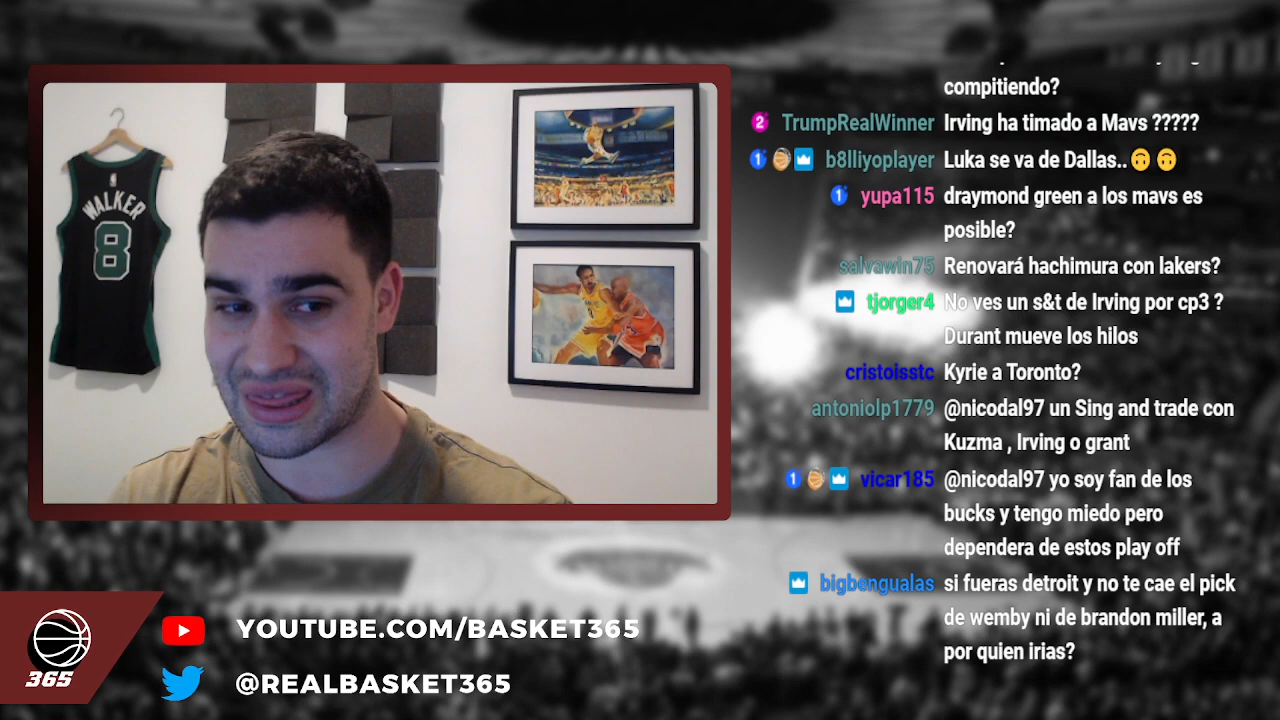 WALKER
8
compitiendo?
2 TrumpRealWinner Irving ha timado a Mavs ?????
1 b8lliyoplayer Luka se va de Dallas..🙃 🙃
1 yupa115 draymond green a los mavs es
posible?
salvawin75 Renovará hachimura con lakers?
tjorger4 No ves un s&t de Irving por cp3 ?
Durant mueve los hilos
cristoisstc Kyrie a Toronto?
antoniolp1779 @nicodal97 un Sing and trade con
Kuzma , Irving o grant
1 vicar185 @nicodal97 yo soy fan de los
bucks y tengo miedo pero
dependera de estos play off
bigbengualas si fueras detroit y no te cae el pick
de wemby ni de brandon miller, a
por quien irias?
365
YOUTUBE.COM/BASKET365
@REALBASKET365